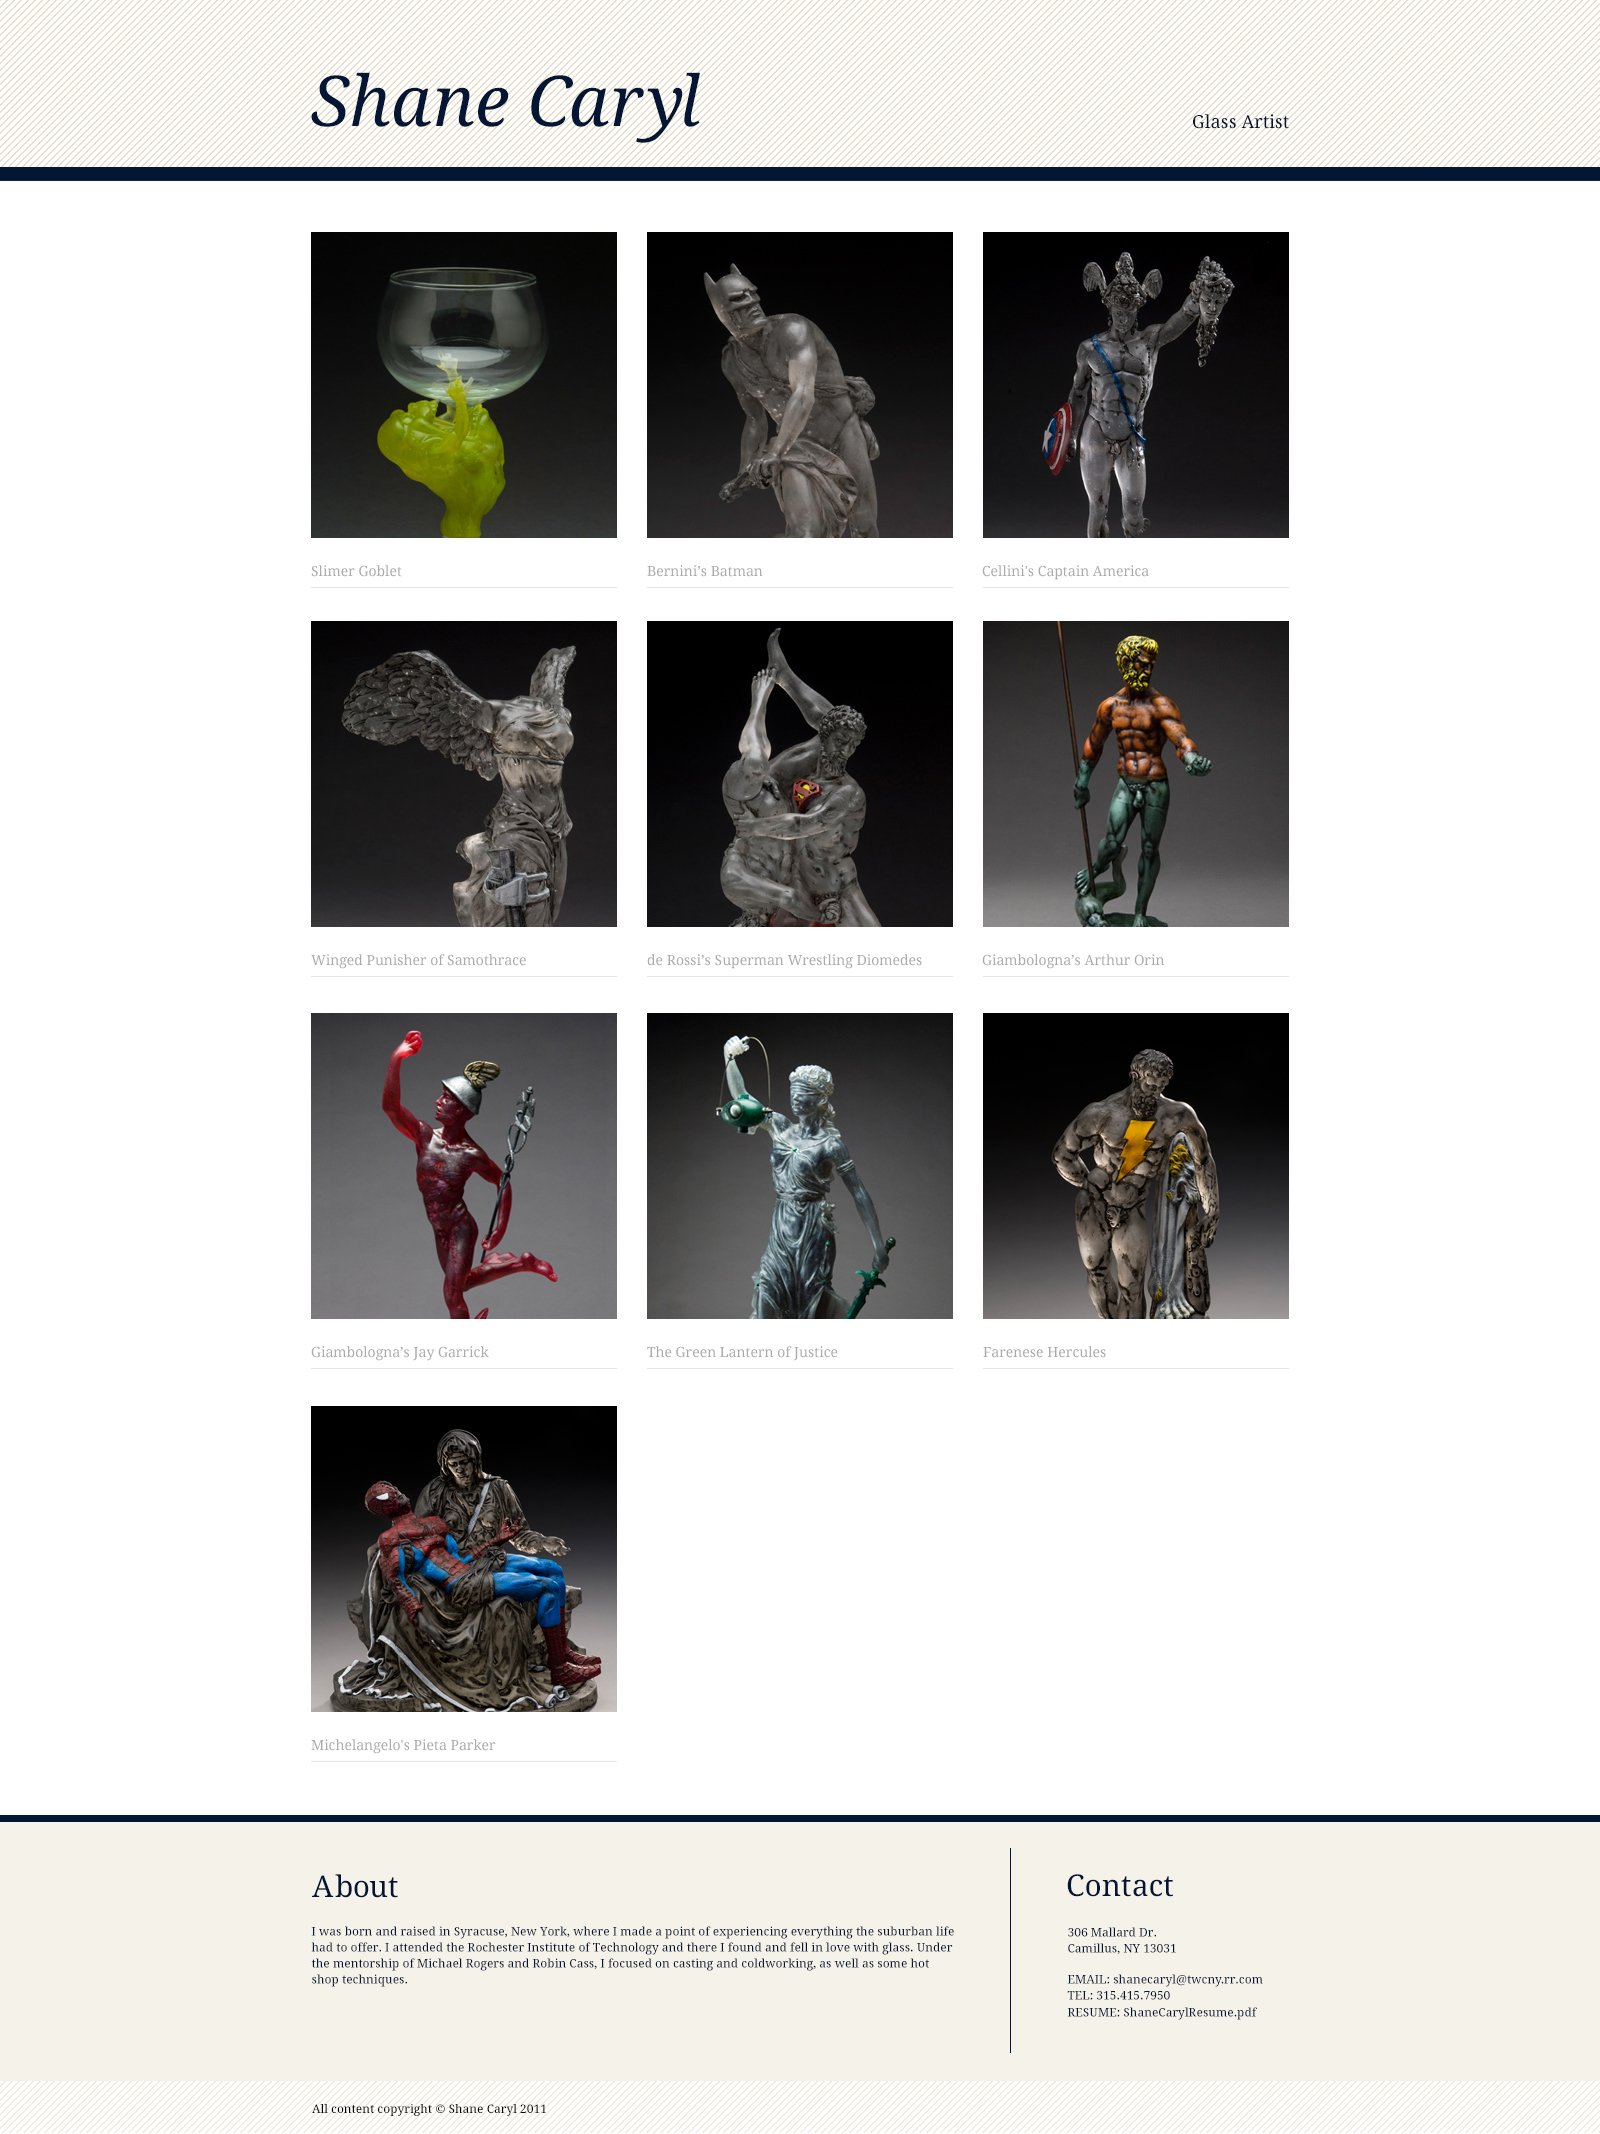 Shane Caryl
Glass Artist
Slimer Goblet
Bernini’s Batman
Cellini's Captain America
Winged Punisher of Samothrace
de Rossi’s Superman Wrestling Diomedes
Giambologna’s Arthur Orin
Giambologna’s Jay Garrick
The Green Lantern of Justice
Farenese Hercules
Michelangelo's Pieta Parker
About
I was born and raised in Syracuse, New York, where I made a point of experiencing everything the suburban life
had to offer. I attended the Rochester Institute of Technology and there I found and fell in love with glass. Under
the mentorship of Michael Rogers and Robin Cass, I focused on casting and coldworking, as well as some hot
shop techniques.
Contact
306 Mallard Dr.
Camillus, NY 13031
EMAIL: shanecaryl@twcny.rr.com
TEL: 315.415.7950
RESUME: ShaneCarylResume.pdf
All content copyright © Shane Caryl 2011